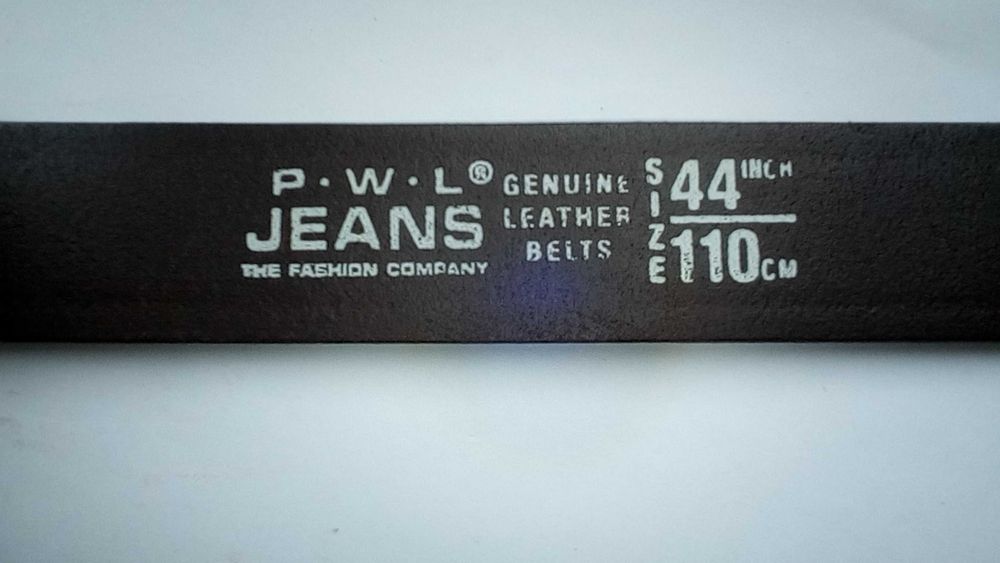 P·W·L®
JEANS
THE FASHION COMPANY
GENUINE
LEATHER
BELTS
SIZE
44 INCH
110 CM